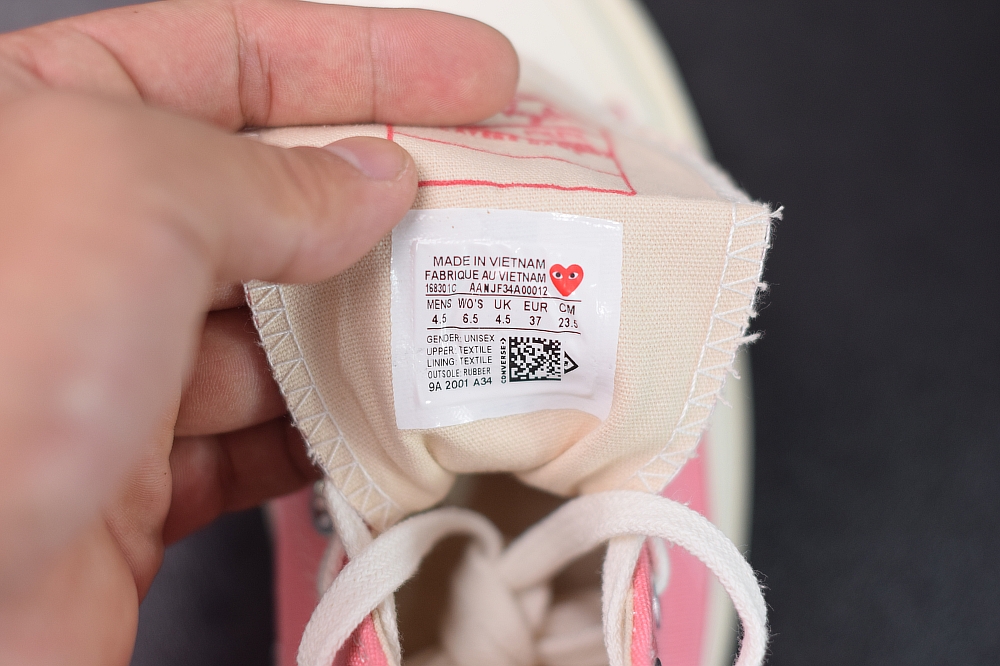 MADE IN VIETNAM
FABRIQUE AU VIETNAM
168301C AANJF34A00012
MENS WO'S UK EUR CM
4.5 6.5 4.5 37 23.5
GENDER: UNISEX
UPPER: TEXTILE
LINING: TEXTILE
OUTSOLE: RUBBER
9A 2001 A34
CONVERSE